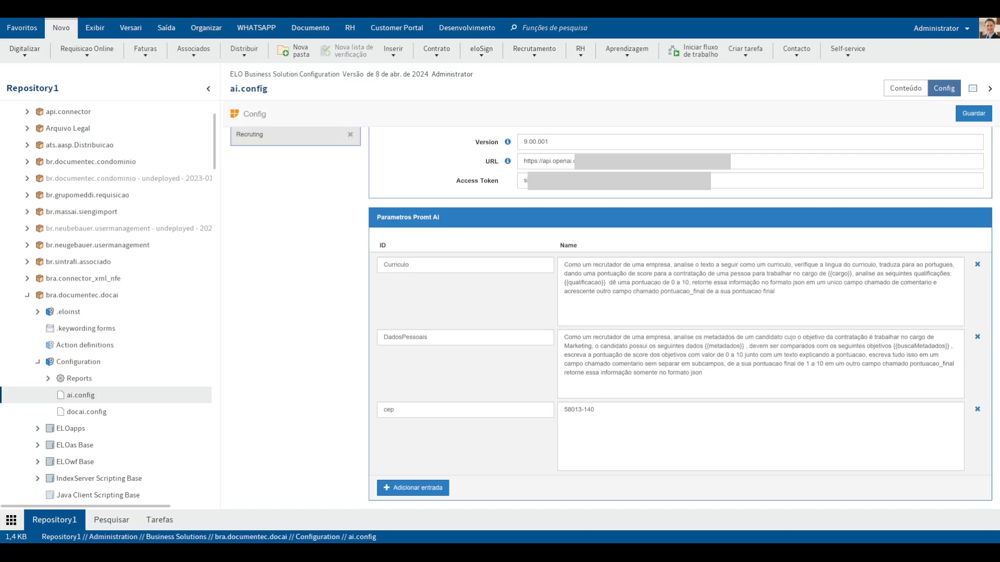 Favoritos Novo Exibir Versari Saída Organizar WHATSAPP Documento RH Customer Portal Desenvolvimento Funções de pesquisa Administrator
Digitalizar Requisicao Online Faturas Associados Distribuir Nova pasta Nova lista de verificação Inserir Contrato eloSign Recrutamento RH Aprendizagem Iniciar fluxo de trabalho Criar tarefa Contacto Self-service
Repository1
api.connector
Arquivo Legal
ats.aasp.Distribuicao
br.documentec.condominio
br.documentec.condominio - undeployed - 2023-01
br.grupomeddi.requisicao
br.massai.siengimport
br.neubebauer.usermanagement - undeployed - 202
br.neugebauer.usermanagement
br.sintrafi.associado
bra.connector_xml_nfe
bra.documentec.docai
.eloinst
.keywording forms
Action definitions
Configuration
Reports
ai.config
docai.config
ELOapps
ELOas Base
ELOwf Base
IndexServer Scripting Base
Java Client Scripting Base
ELO Business Solution Configuration Versão de 8 de abr. de 2024 Administrator
ai.config
Conteúdo Config
Config
Guardar
Recruting
Version 9.00.001
URL https://api.openai.
Access Token s
Parametros Promt AI
ID Name
Curriculo
Como um recrutador de uma empresa, analise o texto a seguir como um curriculo, verifique a lingua do curriculo, traduza para ao portugues,
dando uma pontuação de score para a contratação de uma pessoa para trabalhar no cargo de {{cargo}}, analise as sequintes qualificações:
{{qualificacao}} dê uma pontuacao de 0 a 10, retorne essa informação no formato json em um unico campo chamado de comentario e
acrescente outro campo chamado pontuacao_final de a sua pontuacao final
DadosPessoais
Como um recrutador de uma empresa, analise os metadados de um candidato cujo o objetivo da contratação é trabalhar no cargo de
Marketing, o candidato possui os seguintes dados {{metadados}} , devem ser comparados com os seguintes objetivos {{buscaMetadados}} ,
escreva a pontuação de score dos objetivos com valor de 0 a 10 junto com um texto explicando a pontuacao, escreva tudo isso em um
campo chamado comentario sem separar em subcampos, de a sua pontuacao final de 1 a 10 em um outro campo chamado pontuacao_final
retorne essa informação somente no formato json
cep
58013-140
Adicionar entrada
Repository1 Pesquisar Tarefas
1,4 KB Repository1 // Administration // Business Solutions // bra.documentec.docai // Configuration // ai.config